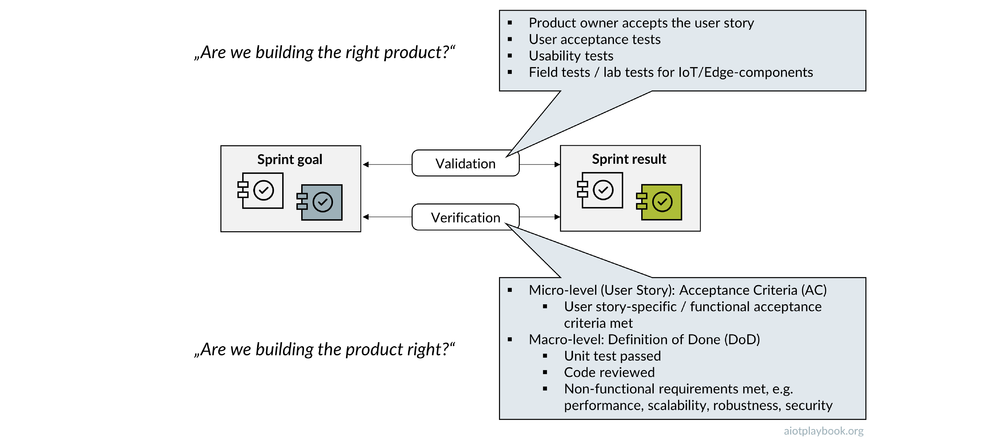 „Are we building the right product?“
▪ Product owner accepts the user story
▪ User acceptance tests
▪ Usability tests
▪ Field tests / lab tests for IoT/Edge-components
Sprint goal
Validation
Sprint result
Verification
„Are we building the product right?“
▪ Micro-level (User Story): Acceptance Criteria (AC)
▪ User story-specific / functional acceptance
criteria met
▪ Macro-level: Definition of Done (DoD)
▪ Unit test passed
▪ Code reviewed
▪ Non-functional requirements met, e.g.
performance, scalability, robustness, security
aiotplaybook.org